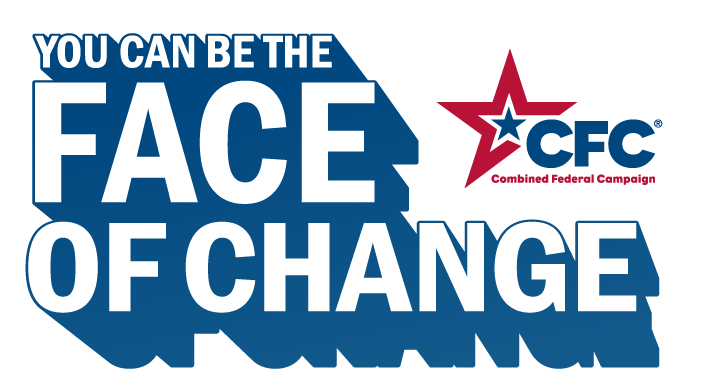 YOU CAN BE THE
FACE
OF CHANGE
CFC®
Combined Federal Campaign